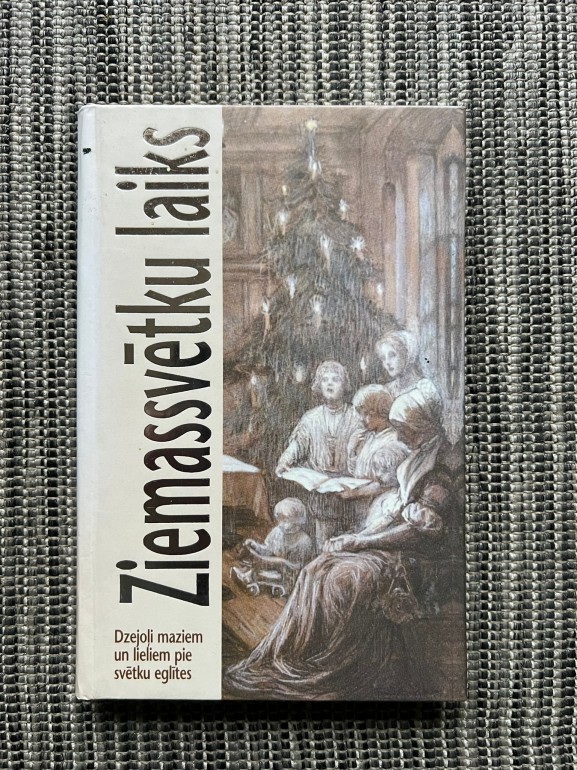 Ziemassvētku laiks
Dzejoļi maziem
un lieliem pie
svētku eglītes